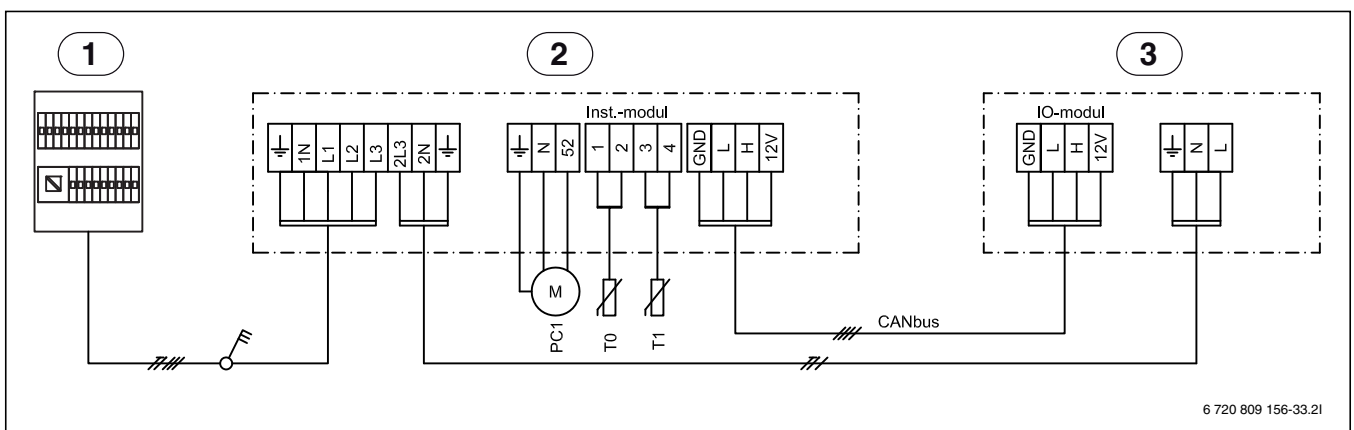 1
2
3
Inst.-modul
IO-modul
1N L1 L2 L3 2L3 2N
N 52
1 2 3 4
GND L H 12V
GND L H 12V
N L
M
PC1
T0
T1
CANbus
6 720 809 156-33.2I